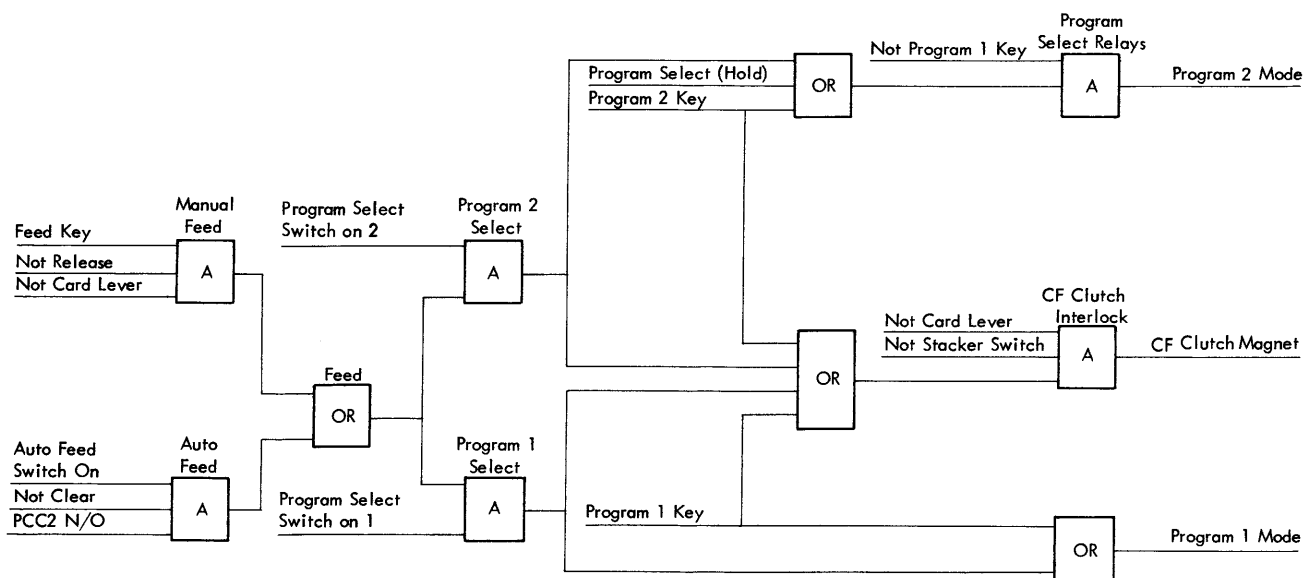 Program
Select Relays
Not Program 1 Key
A
Program 2 Mode
Program Select (Hold)
Program 2 Key
OR
Manual
Feed
Feed Key
Not Release
Not Card Lever
A
Program Select
Switch on 2
Program 2
Select
A
CF Clutch
Interlock
Not Card Lever
Not Stacker Switch
A
CF Clutch Magnet
OR
Feed
OR
Auto Feed
Switch On
Not Clear
PCC2 N/O
Auto
Feed
A
Program 1
Select
Program Select
Switch on 1
A
Program 1 Key
OR
Program 1 Mode